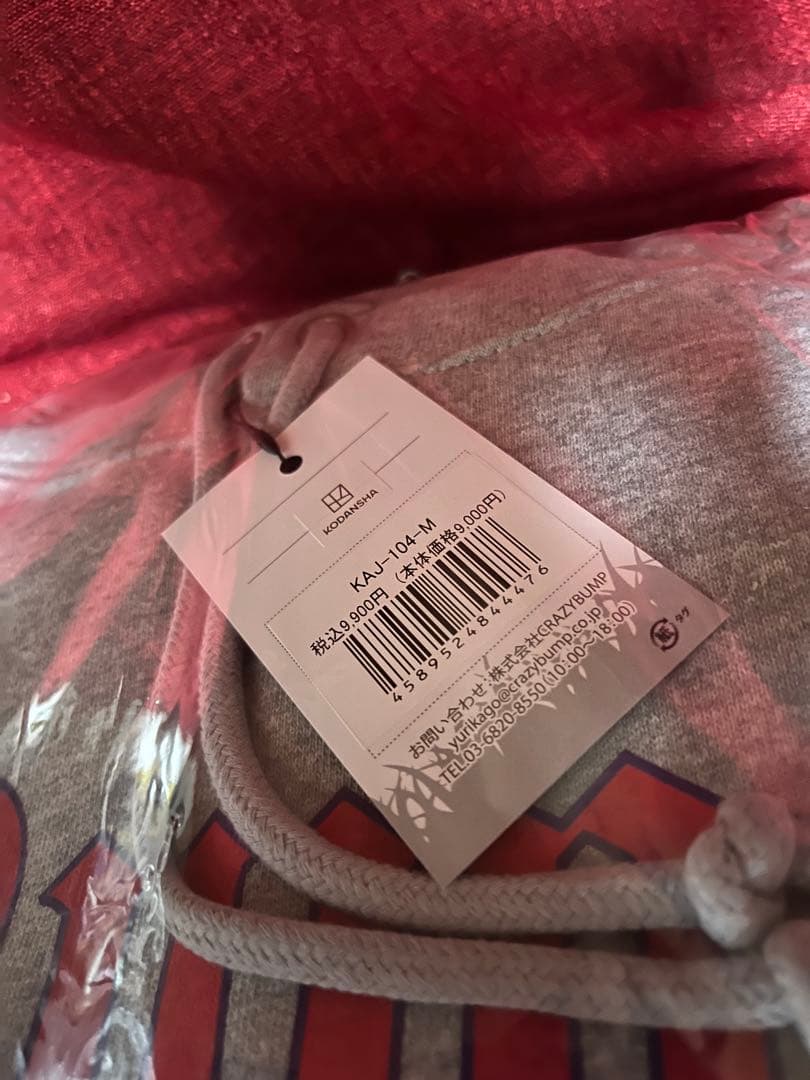 KODANSHA
KAJ-104-M
税込9,900円 (本体価格9,000円)
4589524844476
お問い合わせ:株式会社CRAZYBUMP
yurikago@crazybump.co.jp
TEL03-6820-8550(10:00~18:00)
タグ